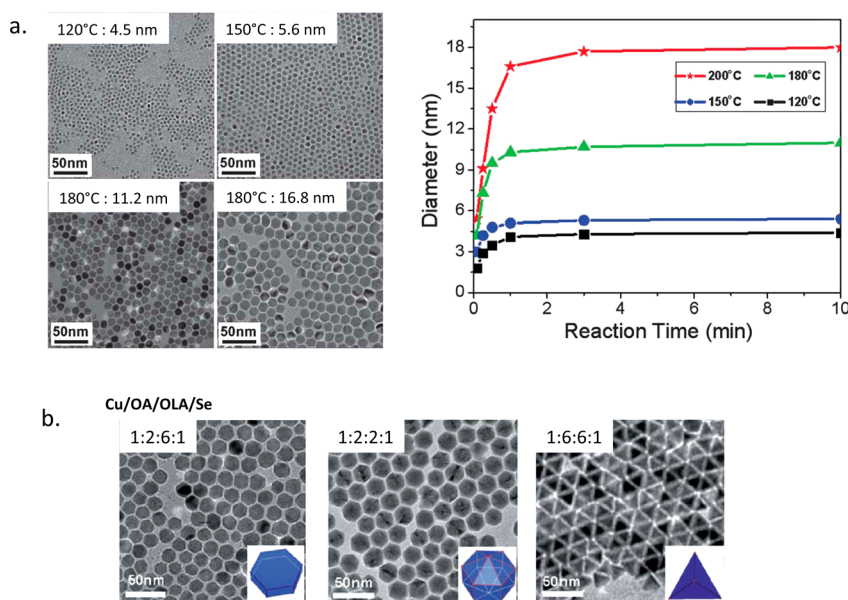 a.
120°C : 4.5 nm
150°C : 5.6 nm
50nm
50nm
180°C : 11.2 nm
180°C : 16.8 nm
50nm
50nm
18
15
12
9
6
3
0
Diameter (nm)
200°C
180°C
150°C
120°C
0
2
4
6
8
10
Reaction Time (min)
b.
Cu/OA/OLA/Se
1:2:6:1
1:2:2:1
1:6:6:1
50nm
50nm
50nm